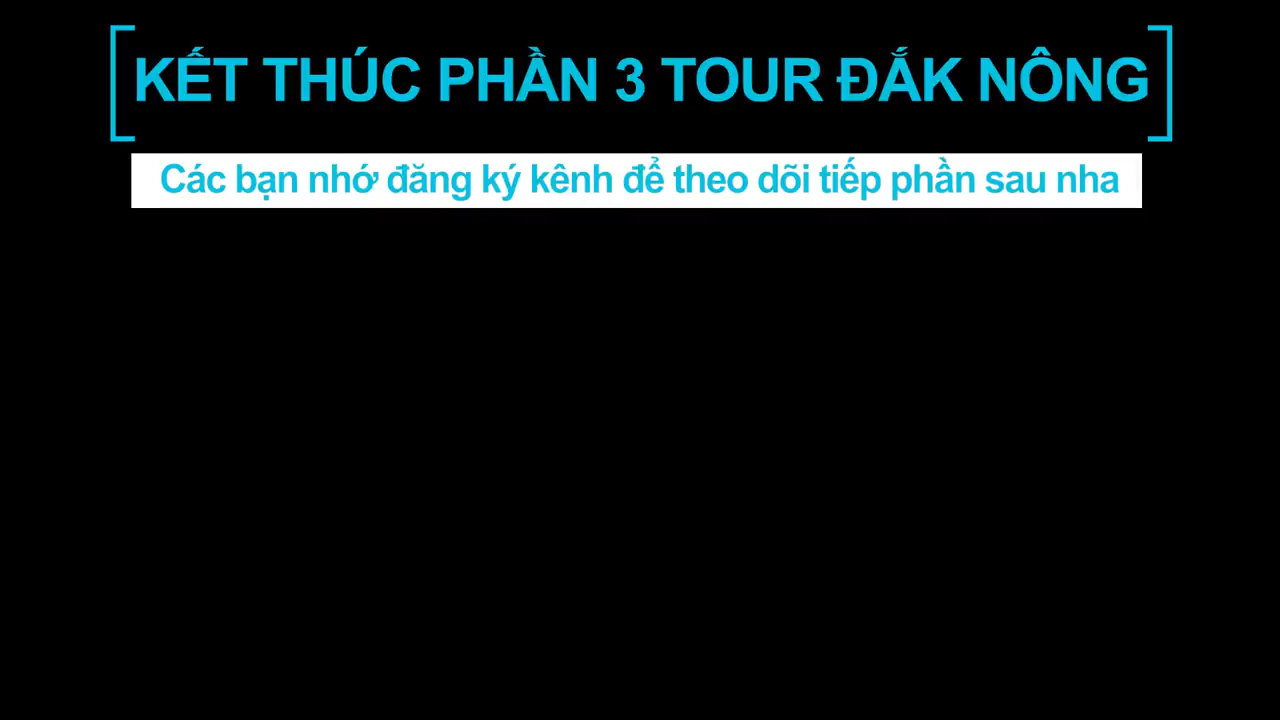 KẾT THÚC PHẦN 3 TOUR ĐẮK NÔNG
Các bạn nhớ đăng ký kênh để theo dõi tiếp phần sau nha